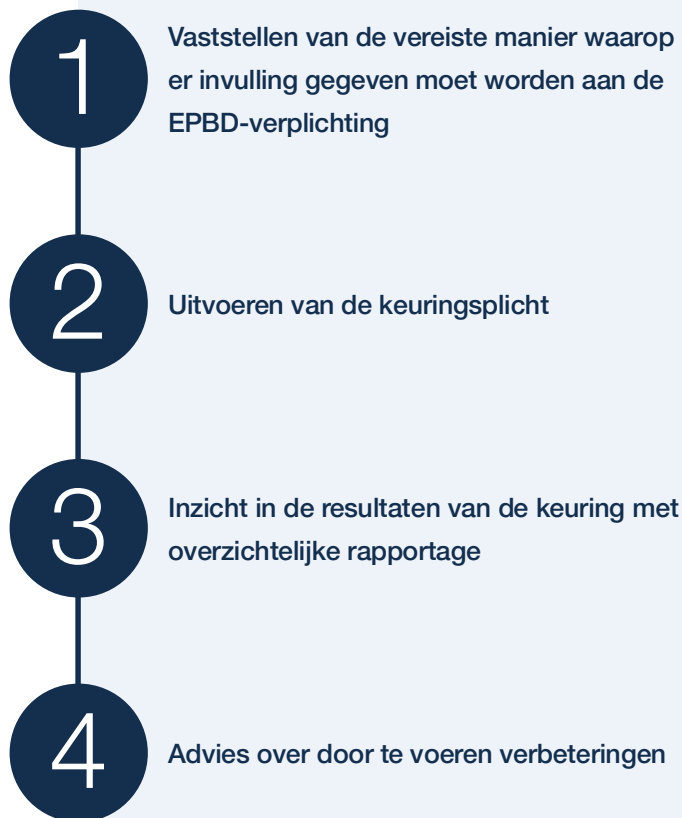 1
Vaststellen van de vereiste manier waarop
er invulling gegeven moet worden aan de
EPBD-verplichting
2
Uitvoeren van de keuringsplicht
3
Inzicht in de resultaten van de keuring met
overzichtelijke rapportage
4
Advies over door te voeren verbeteringen